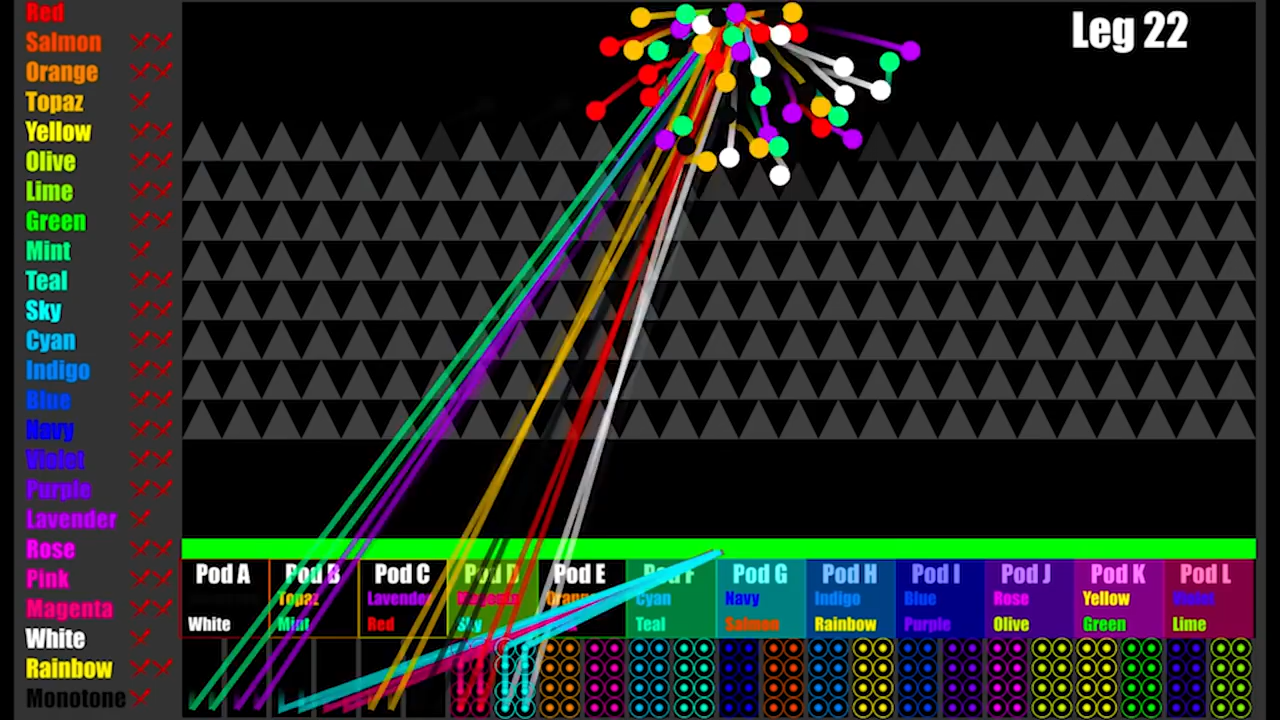 Red
Salmon
Orange
Topaz
Yellow
Olive
Lime
Green
Mint
Teal
Sky
Cyan
Indigo
Blue
Navy
Violet
Purple
Lavender
Rose
Pink
Magenta
White
Rainbow
Monotone
Leg 22
Pod A
White
Pod B
Topaz
Mint
Pod C
Lavender
Red
Pod D
Magenta
Sky
Pod E
Orange
Pod F
Cyan
Teal
Pod G
Navy
Salmon
Pod H
Indigo
Rainbow
Pod I
Blue
Purple
Pod J
Rose
Olive
Pod K
Yellow
Green
Pod L
Violet
Lime